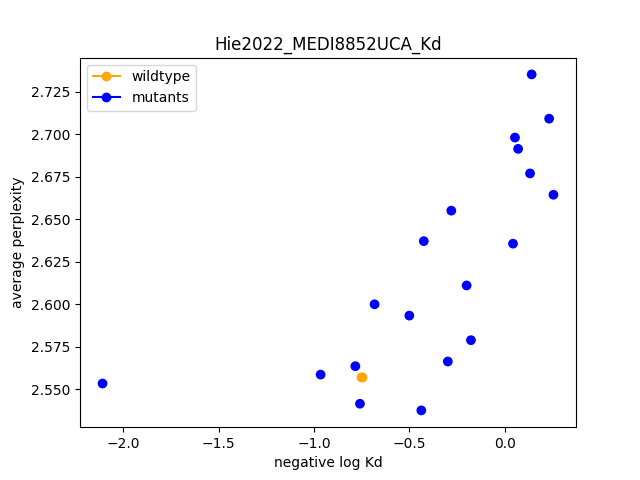 Hie2022_MEDI8852UCA_Kd
wildtype
mutants
2.725
2.700
2.675
2.650
2.625
2.600
2.575
2.550
average perplexity
−2.0
−1.5
−1.0
−0.5
0.0
negative log Kd